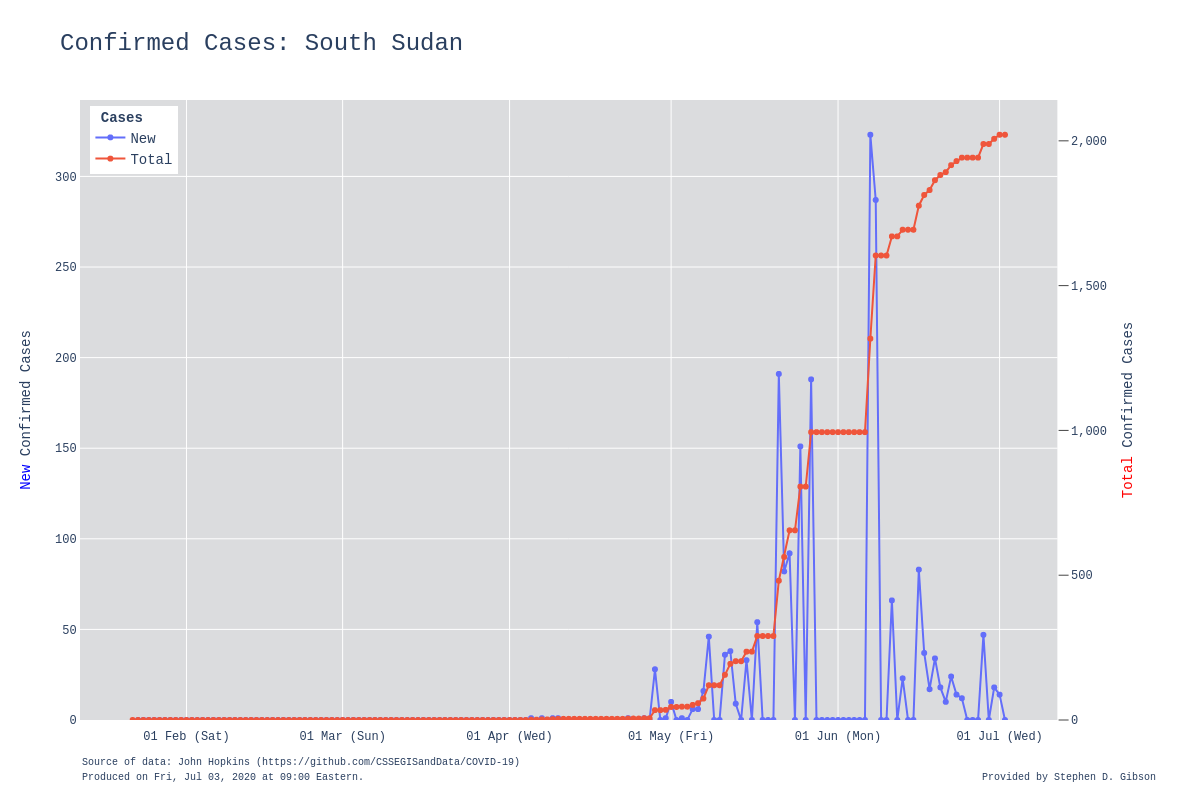 Confirmed Cases: South Sudan
Cases
New
Total
300
250
200
150
100
50
0
2,000
1,500
1,000
500
0
New Confirmed Cases
Total Confirmed Cases
01 Feb (Sat) 01 Mar (Sun) 01 Apr (Wed) 01 May (Fri) 01 Jun (Mon) 01 Jul (Wed)
Source of data: John Hopkins (https://github.com/CSSEGISandData/COVID-19)
Produced on Fri, Jul 03, 2020 at 09:00 Eastern.
Provided by Stephen D. Gibson